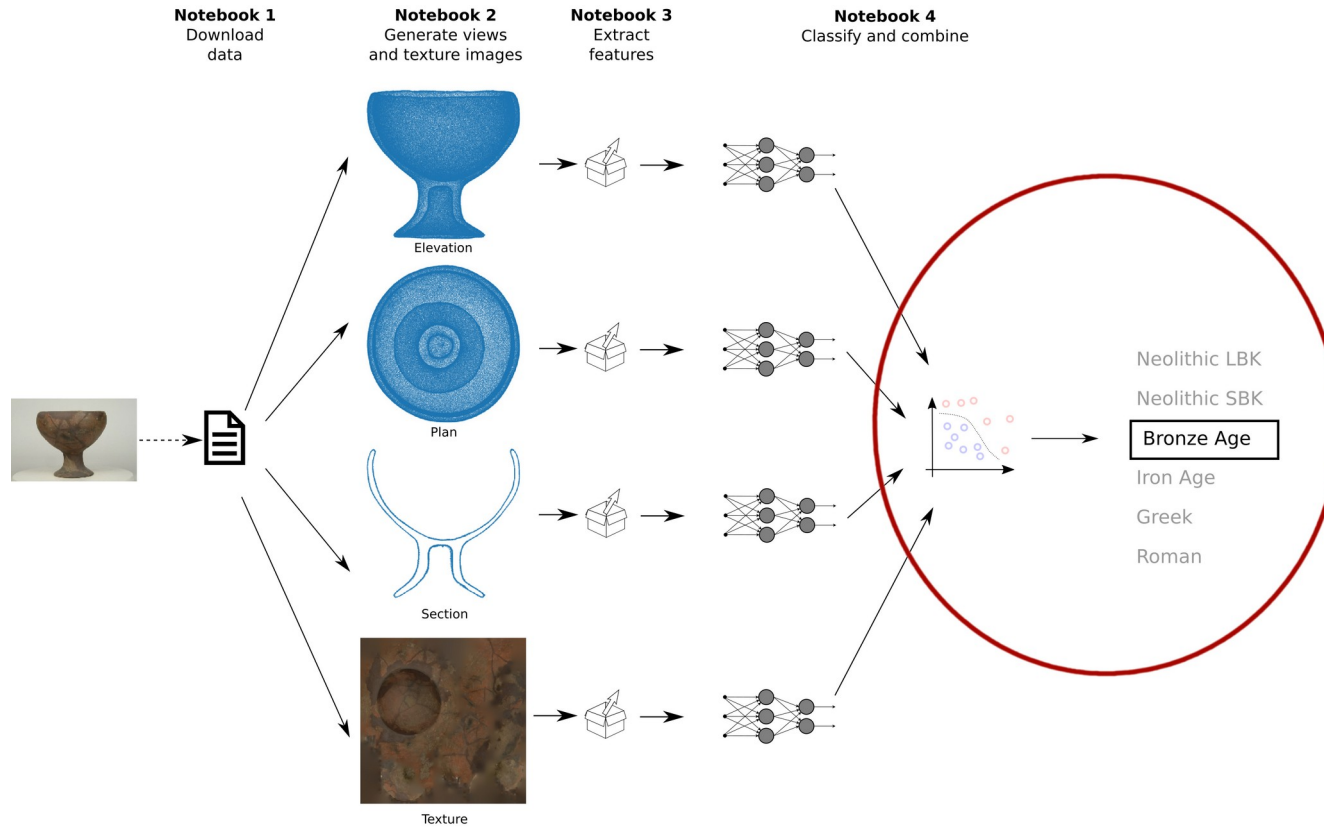 Notebook 1
Download
data
Notebook 2
Generate views
and texture images
Notebook 3
Extract
features
Notebook 4
Classify and combine
Elevation
Plan
Section
Texture
Neolithic LBK
Neolithic SBK
Bronze Age
Iron Age
Greek
Roman